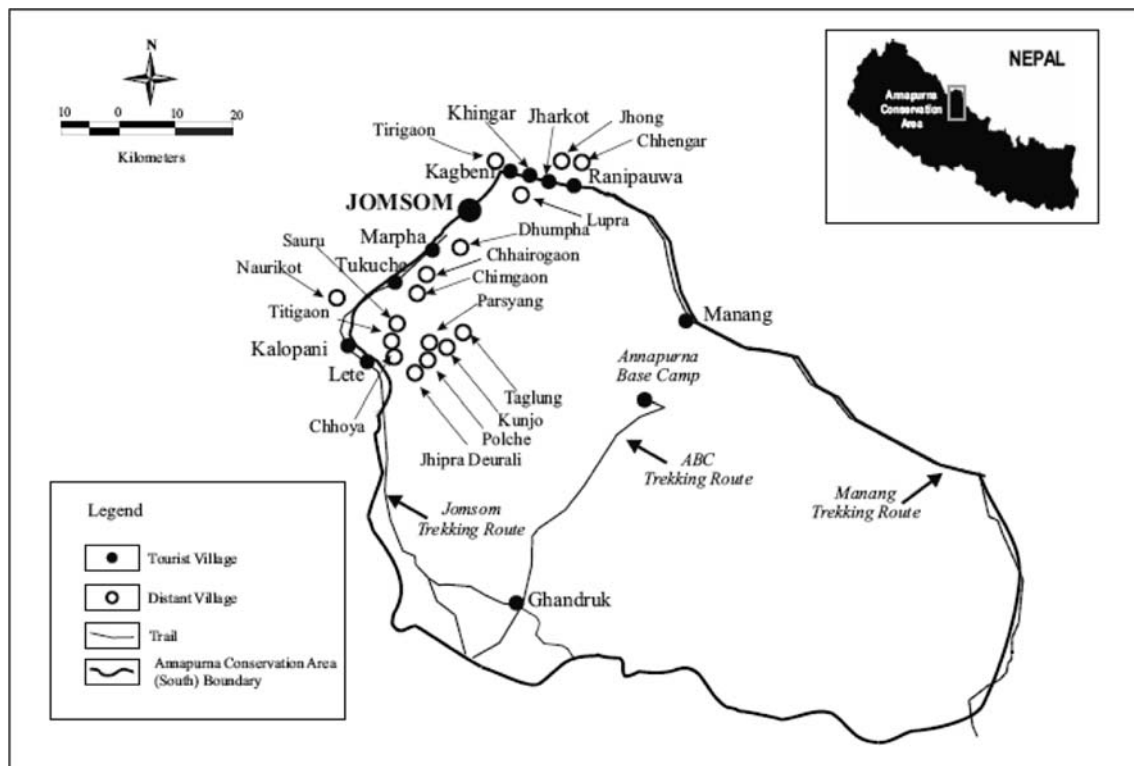 N
10 0 10 20
Kilometers
NEPAL
Annapurna
Conservation
Area
Khingar
Jharkot
Jhong
Tirigaon
Chhengar
Kagbeni
Ranipauwa
JOMSOM
Lupra
Marpha
Dhumpha
Sauru
Chhairogaon
Tukuche
Naurikot
Chimgaon
Parsyang
Titigaon
Manang
Kalopani
Annapurna
Base Camp
Lete
Taglung
Chhoya
Kunjo
Polche
Jhipra Deurali
ABC
Trekking Route
Manang
Trekking Route
Jomsom
Trekking Route
Ghandruk
Legend
Tourist Village
Distant Village
Trail
Annapurna Conservation Area
(South) Boundary